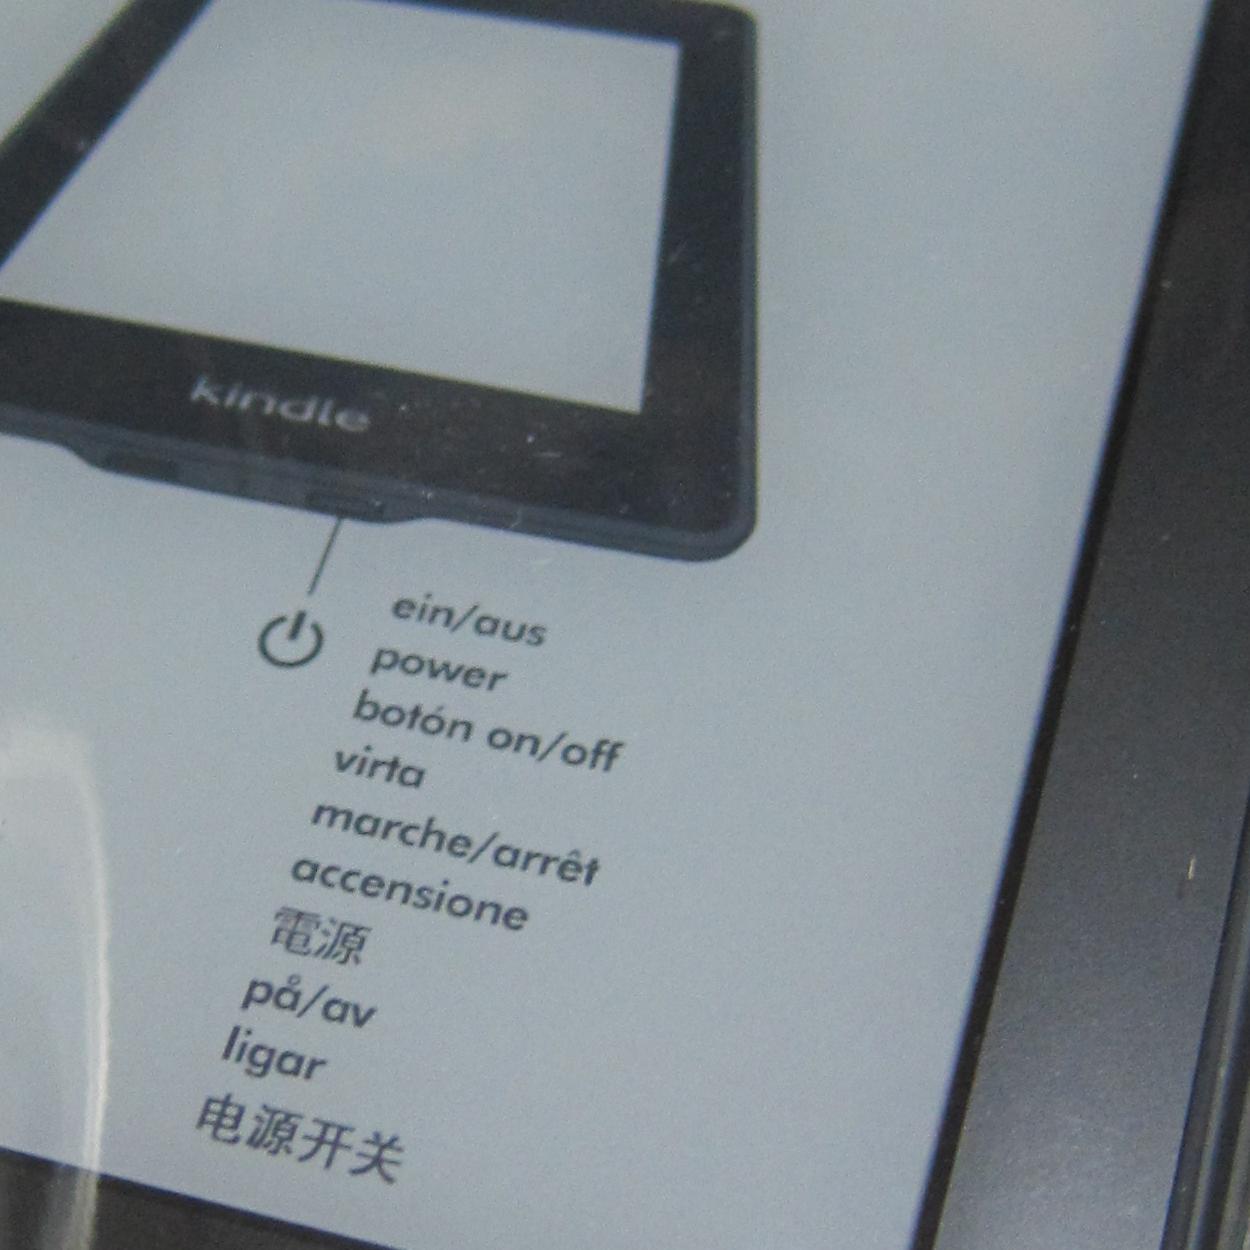 kindle
ein/aus
power
botón on/off
virta
marche/arrêt
accensione
電源
på/av
ligar
电源开关